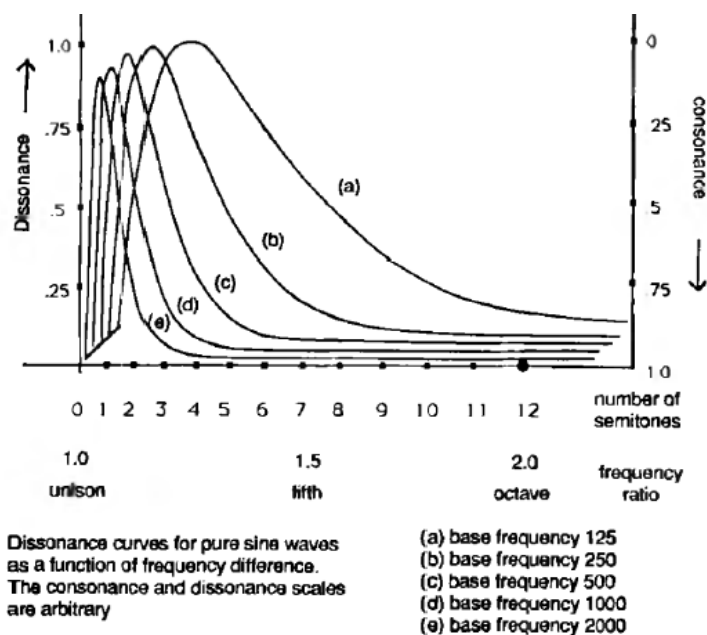 1.0
.75
.5
.25
Dissonance
0
.25
.5
.75
1 0
consonance
(a)
(b)
(c)
(d)
(e)
0 1 2 3 4 5 6 7 8 9 10 11 12
number of
semitones
1.0 1.5 2.0
frequency
ratio
unison fifth octave
Dissonance curves for pure sine waves
as a function of frequency difference.
The consonance and dissonance scales
are arbitrary
(a) base frequency 125
(b) base frequency 250
(c) base frequency 500
(d) base frequency 1000
(e) base frequency 2000